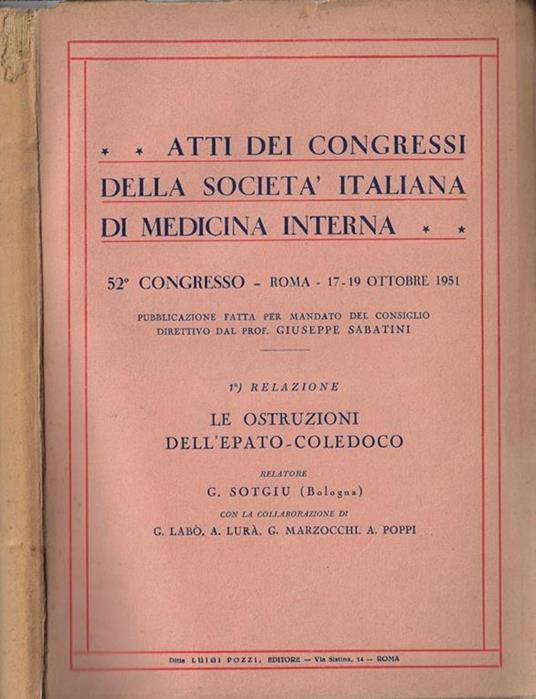 * * ATTI DEI CONGRESSI
DELLA SOCIETA' ITALIANA
DI MEDICINA INTERNA * *
52° CONGRESSO - ROMA - 17-19 OTTOBRE 1951
PUBBLICAZIONE FATTA PER MANDATO DEL CONSIGLIO
DIRETTIVO DAL PROF. GIUSEPPE SABATINI
1ª) RELAZIONE
LE OSTRUZIONI
DELL'EPATO-COLEDOCO
RELATORE
G. SOTGIU (Bologna)
CON LA COLLABORAZIONE DI
G. LABÒ, A. LURÀ, G. MARZOCCHI, A. POPPI
Ditta LUIGI POZZI, EDITORE — Via Sistina, 14 — ROMA